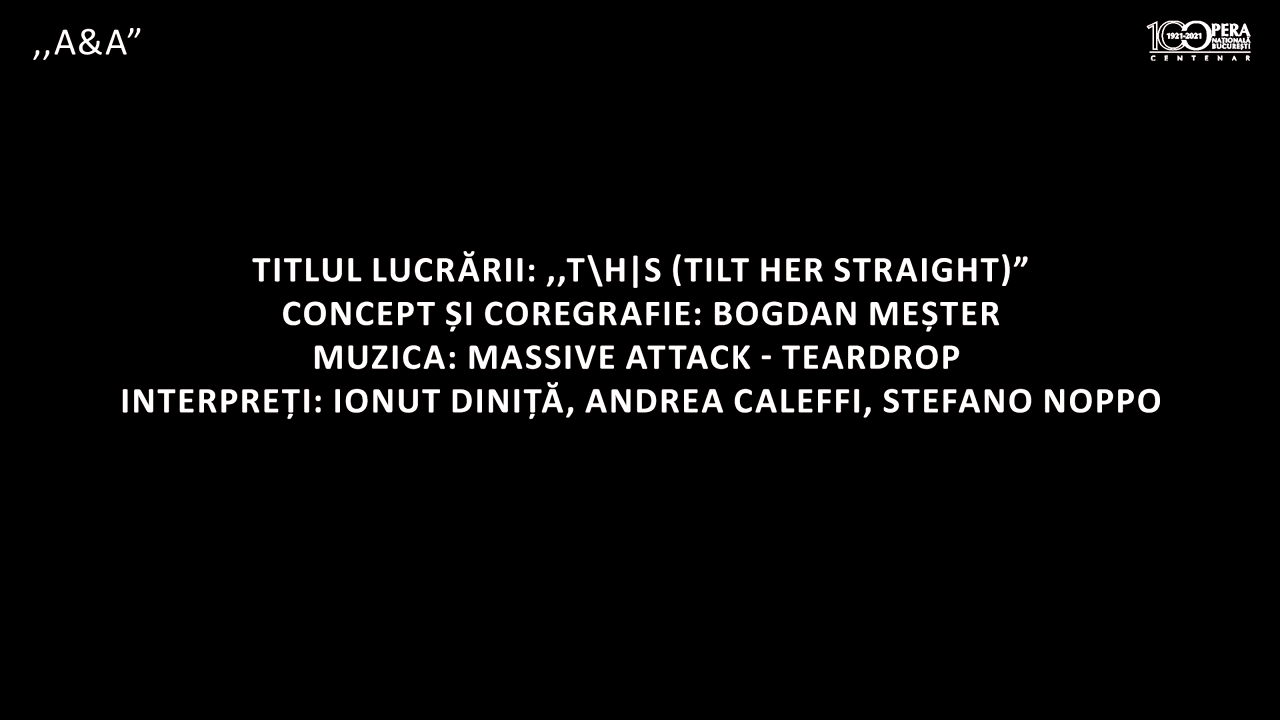 ,,A&A”
100 OPERA
1921-2021 NAȚIONALĂ
BUCUREȘTI
CENTENAR
TITLUL LUCRĂRII: ,,T\H|S (TILT HER STRAIGHT)”
CONCEPT ȘI COREGRAFIE: BOGDAN MEȘTER
MUZICA: MASSIVE ATTACK - TEARDROP
INTERPREȚI: IONUT DINIȚĂ, ANDREA CALEFFI, STEFANO NOPPO